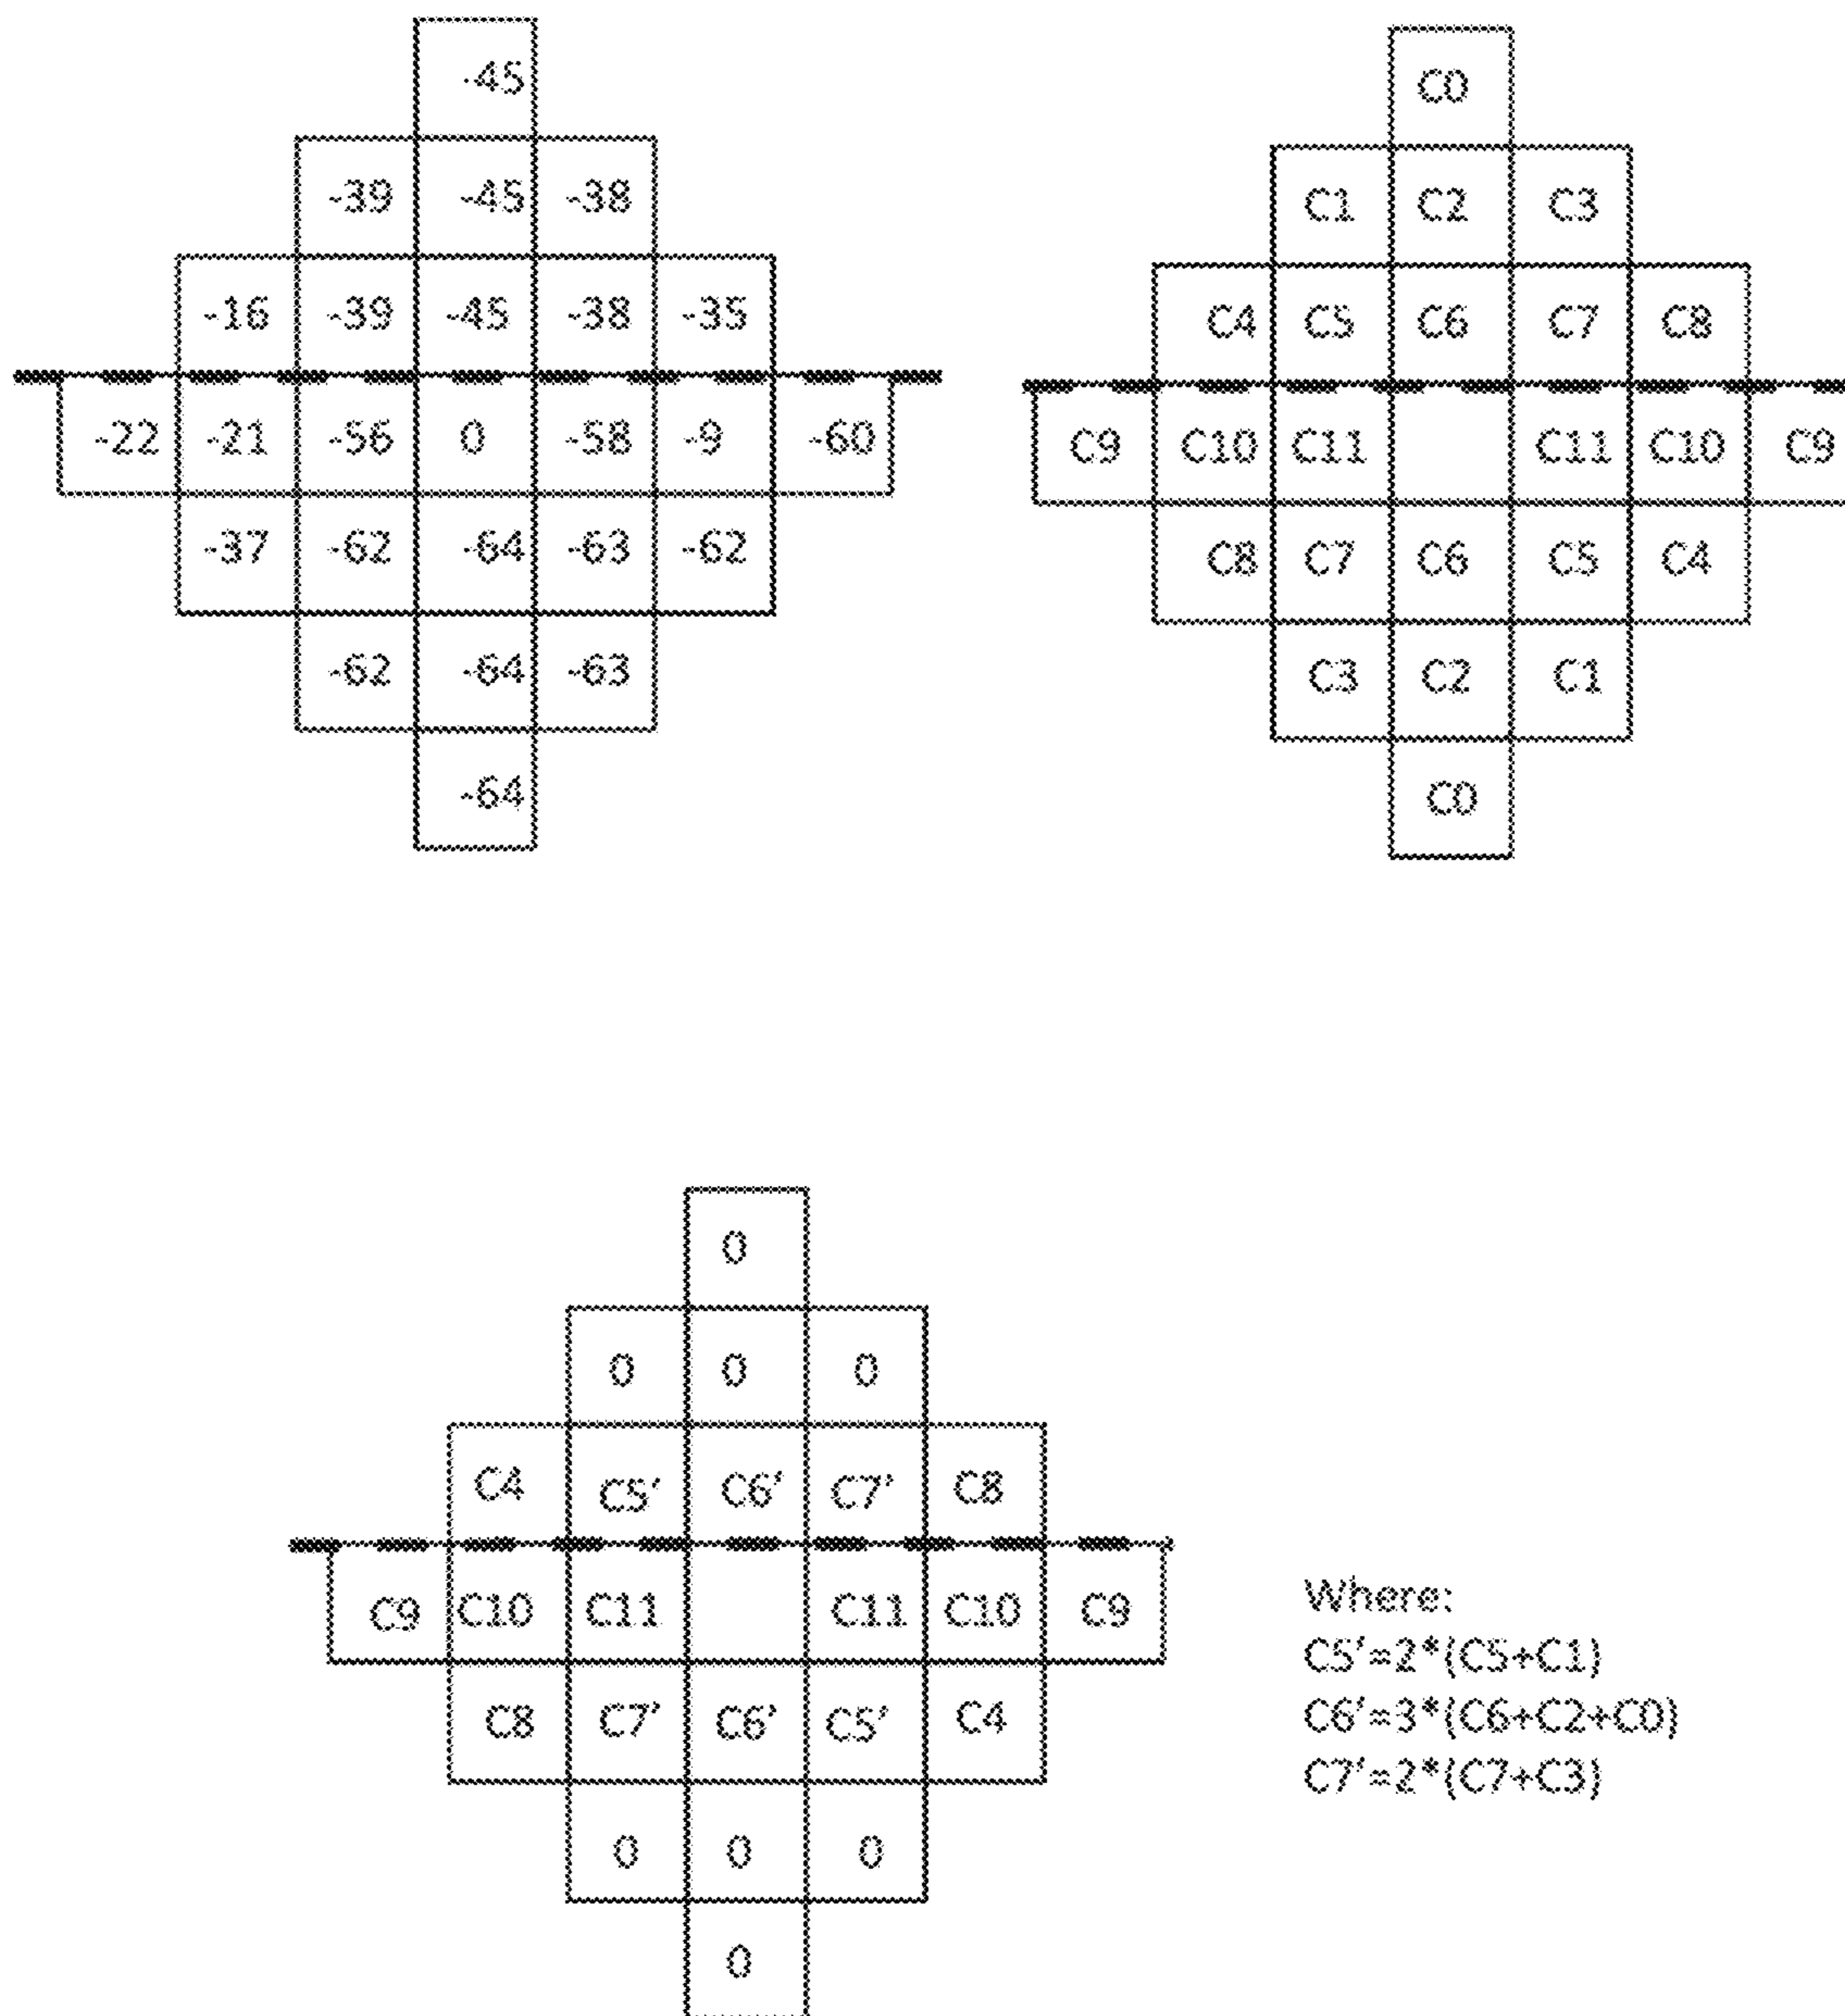 -45
-39 -45 -38
-16 -39 -45 -38 -35
-22 -21 -56 0 -58 -9 -60
-37 -62 -64 -63 -62
-62 -64 -63
-64
C0
C1 C2 C3
C4 C5 C6 C7 C8
C9 C10 C11 C11 C10 C9
C8 C7 C6 C5 C4
C3 C2 C1
C0
0
0 0 0
C4 C5' C6' C7' C8
C9 C10 C11 C11 C10 C9
C8 C7' C6' C5' C4
0 0 0
0
Where:
C5'=2*(C5+C1)
C6'=3*(C6+C2+C0)
C7'=2*(C7+C3)